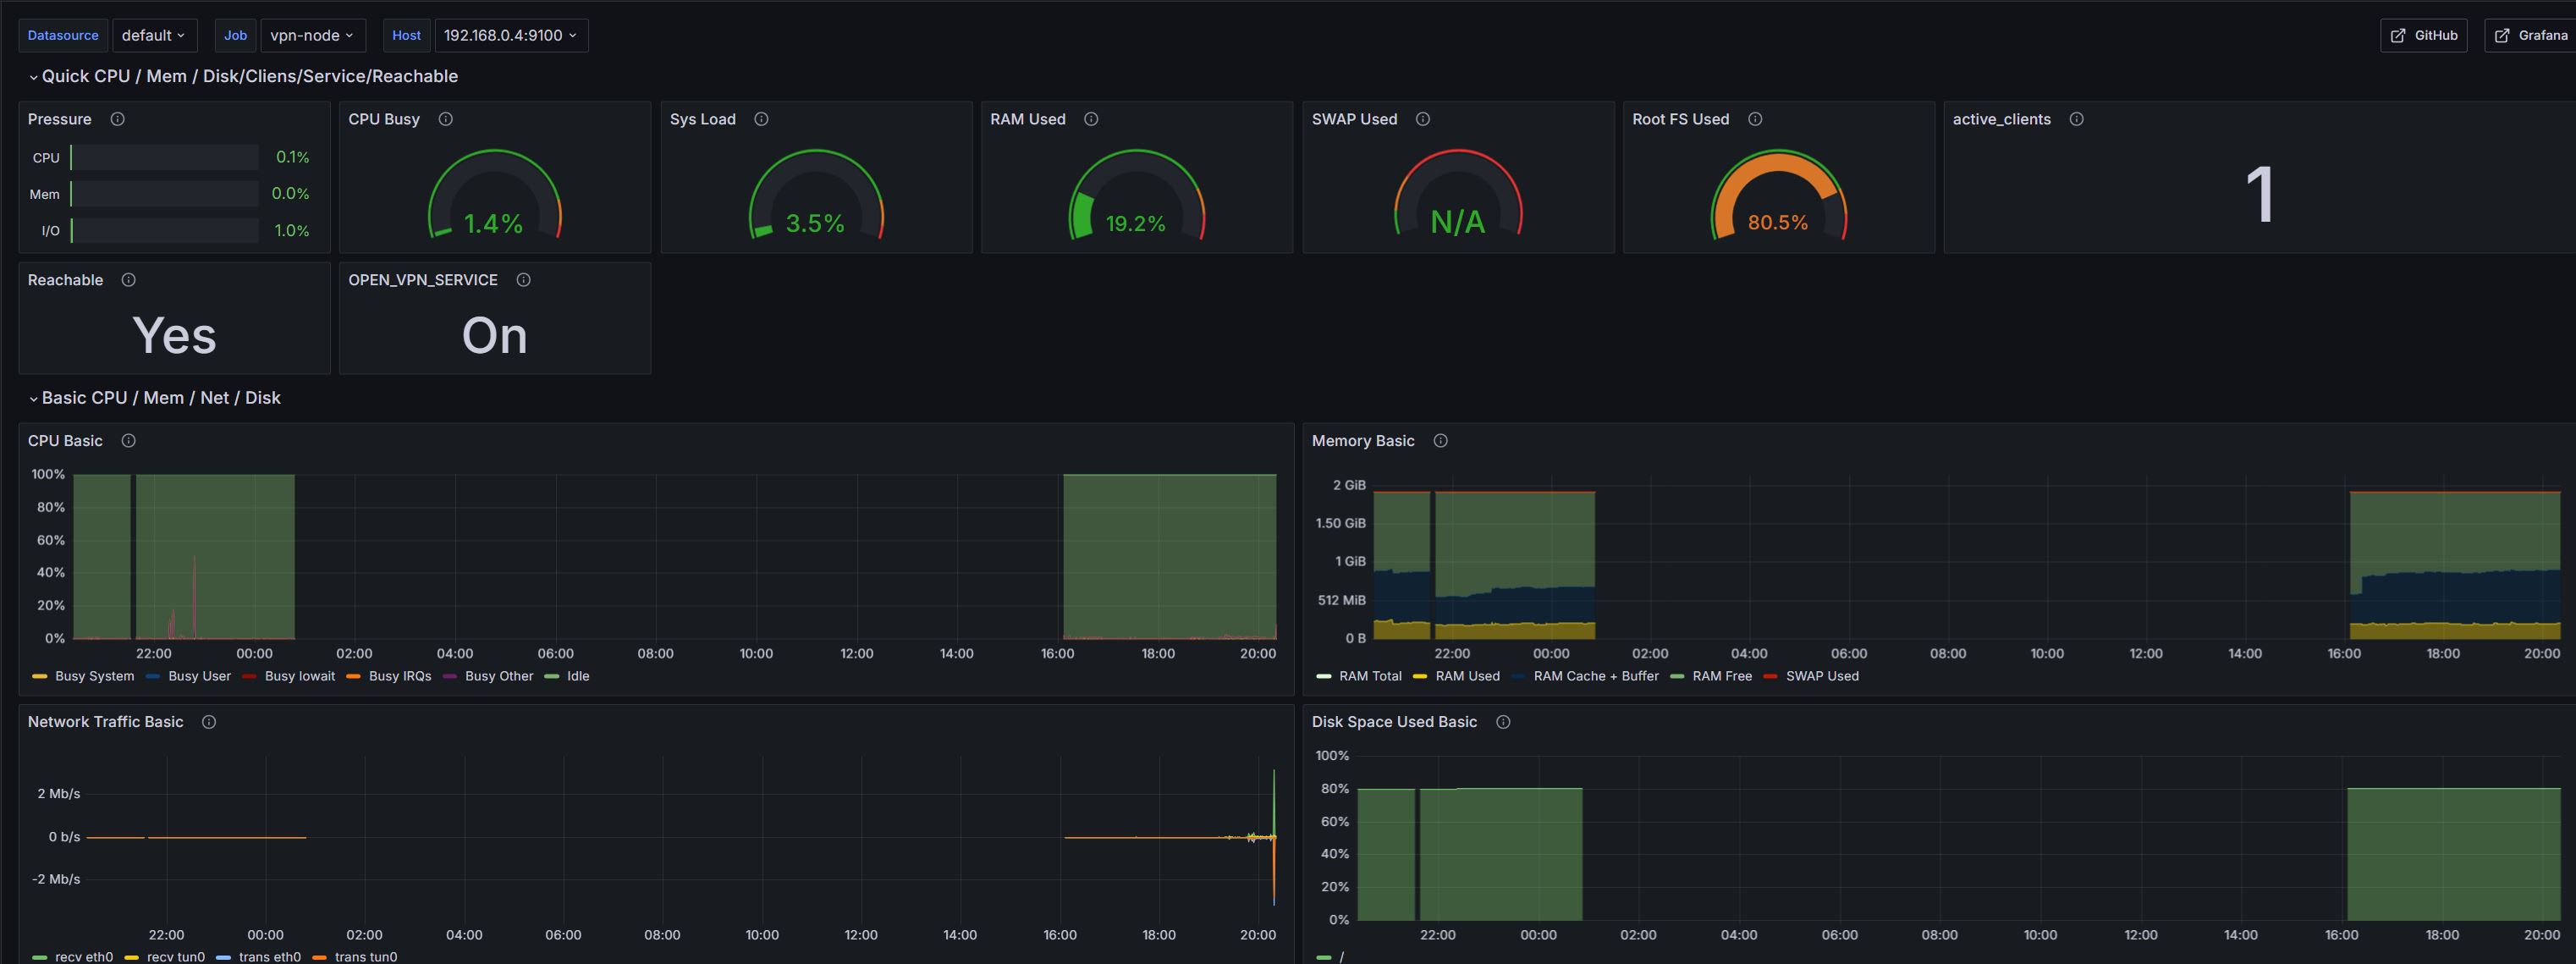 Datasource default Job vpn-node Host 192.168.0.4:9100 GitHub Grafana
Quick CPU / Mem / Disk/Cliens/Service/Reachable
Pressure
CPU 0.1%
Mem 0.0%
I/O 1.0%
CPU Busy
1.4%
Sys Load
3.5%
RAM Used
19.2%
SWAP Used
N/A
Root FS Used
80.5%
active_clients
1
Reachable
Yes
OPEN_VPN_SERVICE
On
Basic CPU / Mem / Net / Disk
CPU Basic
100%
80%
60%
40%
20%
0%
22:00 00:00 02:00 04:00 06:00 08:00 10:00 12:00 14:00 16:00 18:00 20:00
Busy System Busy User Busy Iowait Busy IRQs Busy Other Idle
Memory Basic
2 GiB
1.50 GiB
1 GiB
512 MiB
0 B
22:00 00:00 02:00 04:00 06:00 08:00 10:00 12:00 14:00 16:00 18:00 20:00
RAM Total RAM Used RAM Cache + Buffer RAM Free SWAP Used
Network Traffic Basic
2 Mb/s
0 b/s
-2 Mb/s
22:00 00:00 02:00 04:00 06:00 08:00 10:00 12:00 14:00 16:00 18:00 20:00
recv eth0 recv tun0 trans eth0 trans tun0
Disk Space Used Basic
100%
80%
60%
40%
20%
0%
22:00 00:00 02:00 04:00 06:00 08:00 10:00 12:00 14:00 16:00 18:00 20:00
/